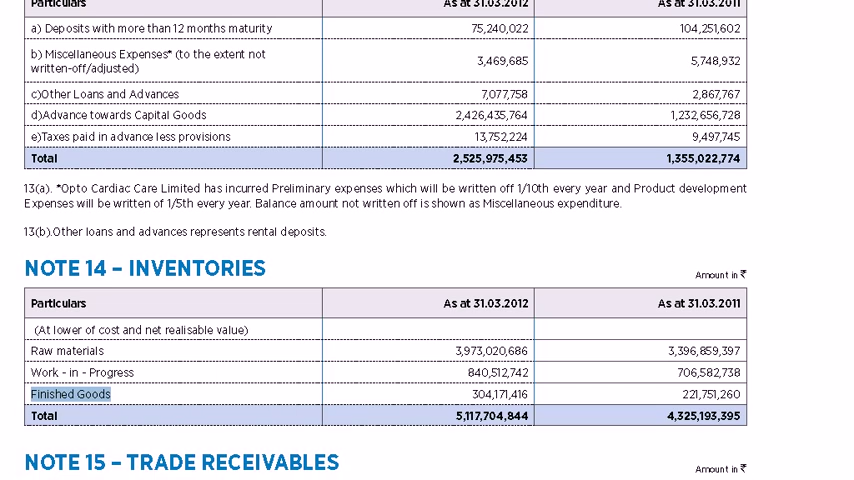 Particulars As at 31.03.2012 As at 31.03.2011
a) Deposits with more than 12 months maturity 75,240,022 104,251,602
b) Miscellaneous Expenses* (to the extent not
written-off/adjusted) 3,469,685 5,748,932
c)Other Loans and Advances 7,077,758 2,867,767
d)Advance towards Capital Goods 2,426,435,764 1,232,656,728
e)Taxes paid in advance less provisions 13,752,224 9,497,745
Total 2,525,975,453 1,355,022,774
13(a). *Opto Cardiac Care Limited has incurred Preliminary expenses which will be written off 1/10th every year and Product development
Expenses will be written of 1/5th every year. Balance amount not written off is shown as Miscellaneous expenditure.
13(b).Other loans and advances represents rental deposits.
NOTE 14 – INVENTORIES Amount in ₹
Particulars As at 31.03.2012 As at 31.03.2011
(At lower of cost and net realisable value)
Raw materials 3,973,020,686 3,396,859,397
Work - in - Progress 840,512,742 706,582,738
Finished Goods 304,171,416 221,751,260
Total 5,117,704,844 4,325,193,395
NOTE 15 – TRADE RECEIVABLES Amount in ₹